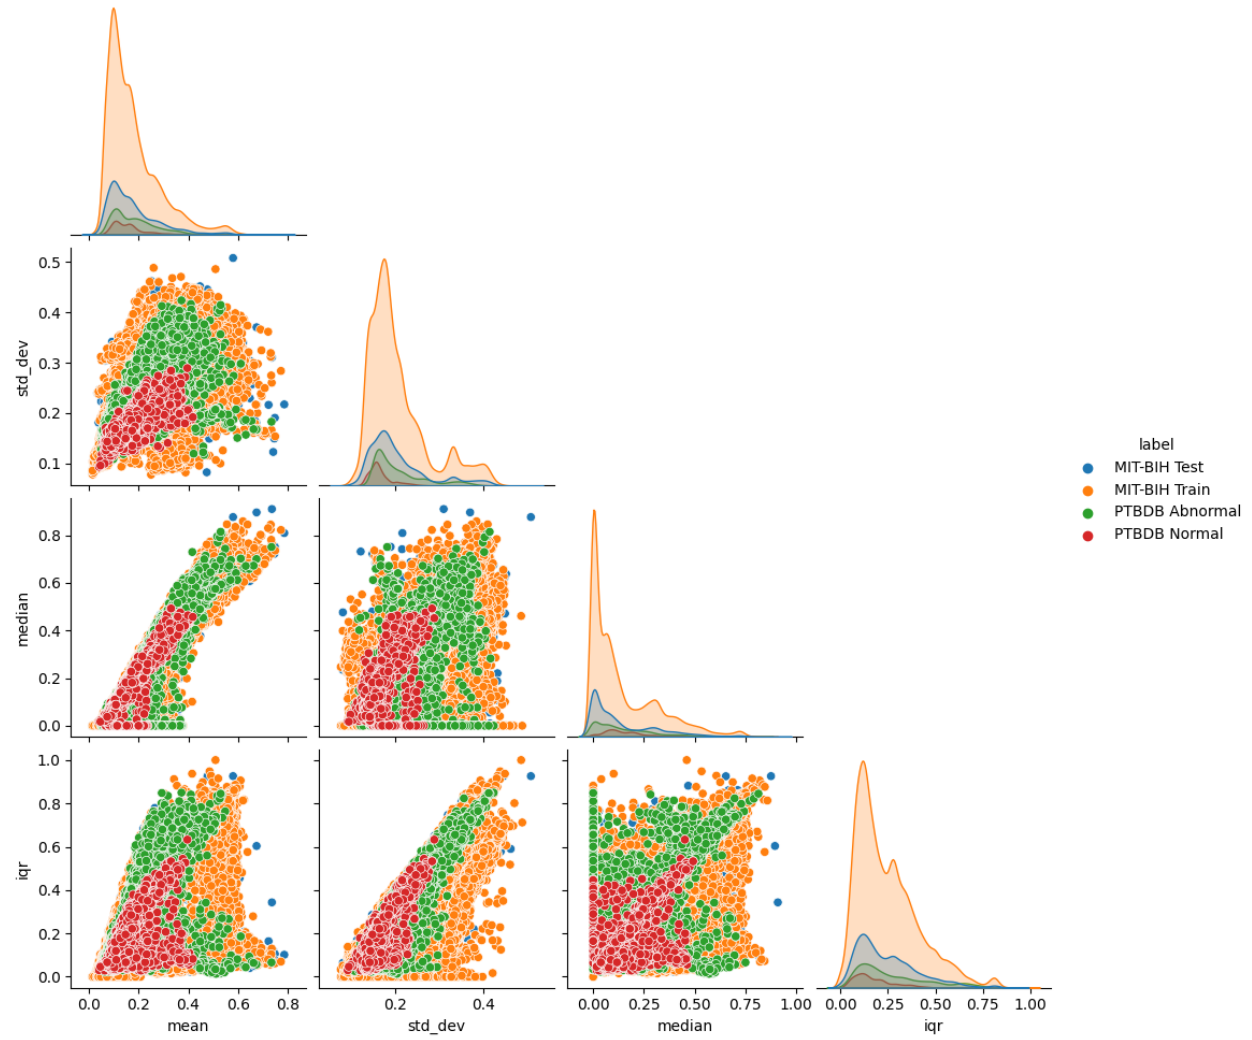 0.5
0.4
0.3
0.2
0.1
std_dev
0.8
0.6
0.4
0.2
0.0
median
1.0
0.8
0.6
0.4
0.2
0.0
iqr
0.0 0.2 0.4 0.6 0.8
mean
0.2 0.4
std_dev
0.00 0.25 0.50 0.75 1.00
median
0.00 0.25 0.50 0.75 1.00
iqr
label
MIT-BIH Test
MIT-BIH Train
PTBDB Abnormal
PTBDB Normal